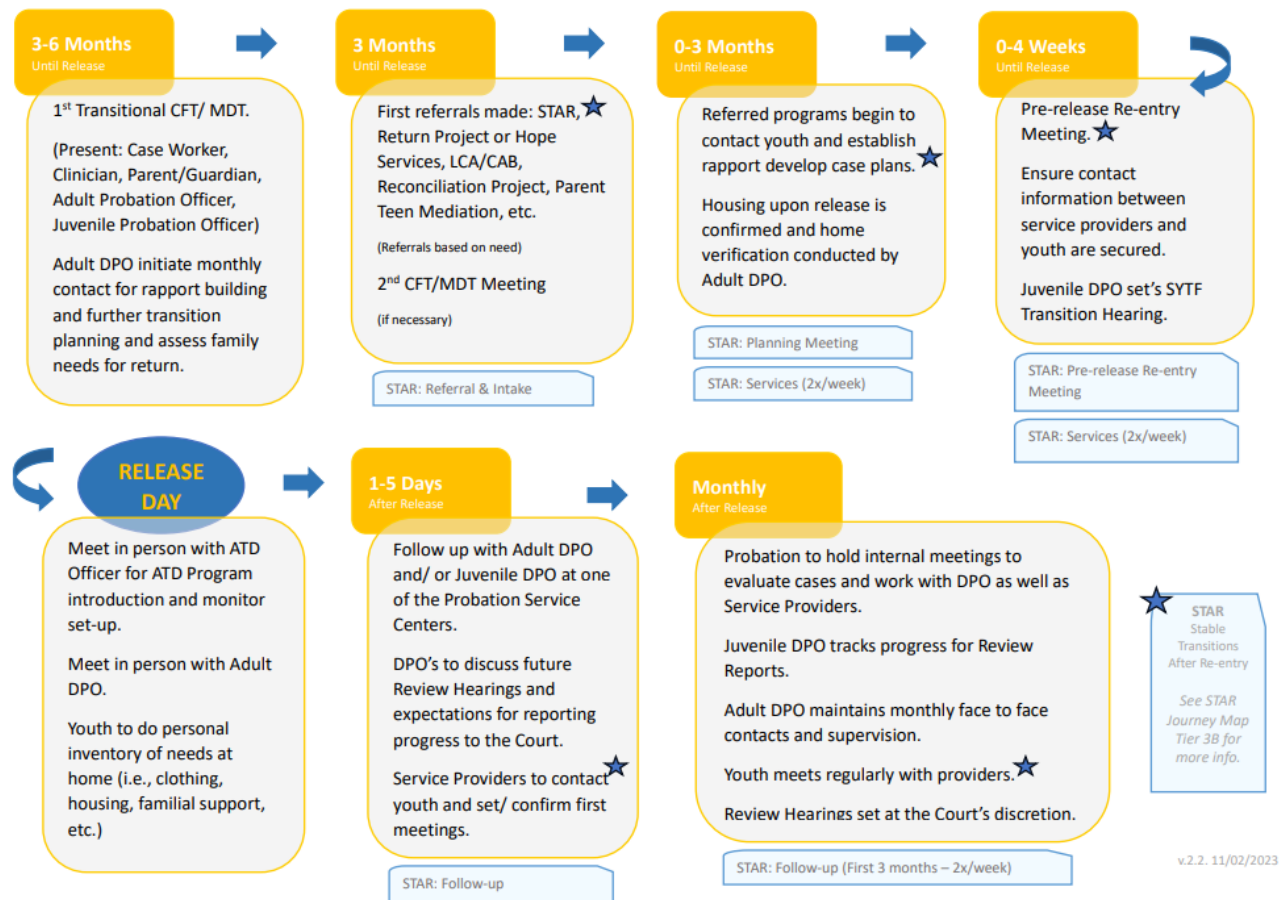 3-6 Months
Until Release
1st Transitional CFT/ MDT.
(Present: Case Worker,
Clinician, Parent/Guardian,
Adult Probation Officer,
Juvenile Probation Officer)
Adult DPO initiate monthly
contact for rapport building
and further transition
planning and assess family
needs for return.
3 Months
Until Release
First referrals made: STAR,
Return Project or Hope
Services, LCA/CAB,
Reconciliation Project, Parent
Teen Mediation, etc.
(Referrals based on need)
2nd CFT/MDT Meeting
(if necessary)
STAR: Referral & Intake
0-3 Months
Until Release
Referred programs begin to
contact youth and establish
rapport develop case plans.
Housing upon release is
confirmed and home
verification conducted by
Adult DPO.
STAR: Planning Meeting
STAR: Services (2x/week)
0-4 Weeks
Until Release
Pre-release Re-entry
Meeting.
Ensure contact
information between
service providers and
youth are secured.
Juvenile DPO set's SYTF
Transition Hearing.
STAR: Pre-release Re-entry
Meeting
STAR: Services (2x/week)
RELEASE
DAY
Meet in person with ATD
Officer for ATD Program
introduction and monitor
set-up.
Meet in person with Adult
DPO.
Youth to do personal
inventory of needs at
home (i.e., clothing,
housing, familial support,
etc.)
1-5 Days
After Release
Follow up with Adult DPO
and/ or Juvenile DPO at one
of the Probation Service
Centers.
DPO's to discuss future
Review Hearings and
expectations for reporting
progress to the Court.
Service Providers to contact
youth and set/ confirm first
meetings.
STAR: Follow-up
Monthly
After Release
Probation to hold internal meetings to
evaluate cases and work with DPO as well as
Service Providers.
Juvenile DPO tracks progress for Review
Reports.
Adult DPO maintains monthly face to face
contacts and supervision.
Youth meets regularly with providers.
Review Hearings set at the Court's discretion.
STAR: Follow-up (First 3 months – 2x/week)
STAR
Stable
Transitions
After Re-entry
See STAR
Journey Map
Tier 3B for
more info.
v.2.2. 11/02/2023